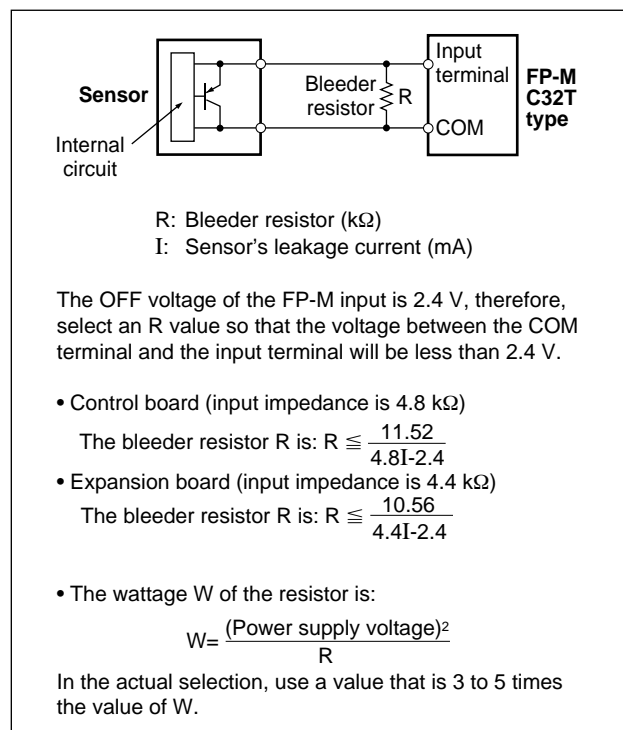 Sensor
Internal
circuit
Bleeder
resistor
R
Input
terminal
COM
FP-M
C32T
type
R: Bleeder resistor (kΩ)
I: Sensor's leakage current (mA)
The OFF voltage of the FP-M input is 2.4 V, therefore,
select an R value so that the voltage between the COM
terminal and the input terminal will be less than 2.4 V.
• Control board (input impedance is 4.8 kΩ)
The bleeder resistor R is: R ≦ 11.52 / 4.8I-2.4
• Expansion board (input impedance is 4.4 kΩ)
The bleeder resistor R is: R ≦ 10.56 / 4.4I-2.4
• The wattage W of the resistor is:
W= (Power supply voltage)² / R
In the actual selection, use a value that is 3 to 5 times
the value of W.